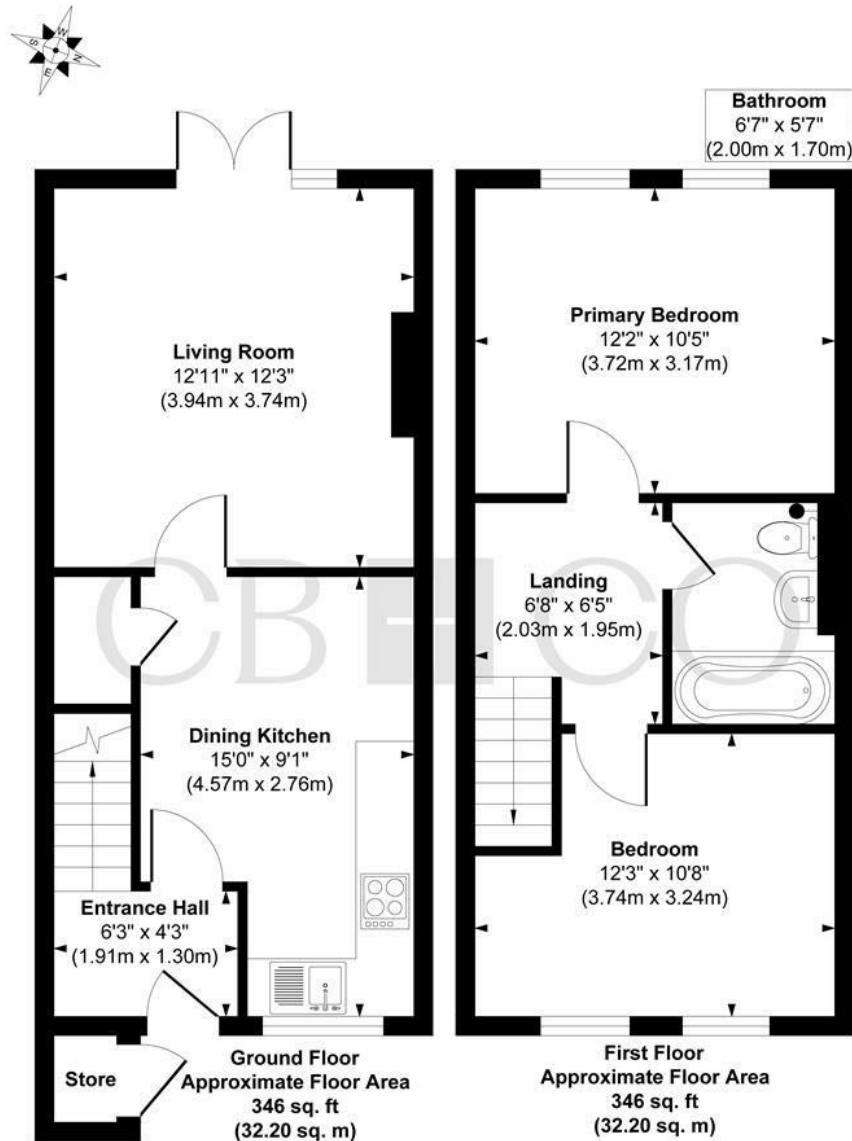 W
S
N
E
Bathroom
6'7" x 5'7"
(2.00m x 1.70m)
Living Room
12'11" x 12'3"
(3.94m x 3.74m)
Primary Bedroom
12'2" x 10'5"
(3.72m x 3.17m)
CB CO
Landing
6'8" x 6'5"
(2.03m x 1.95m)
Dining Kitchen
15'0" x 9'1"
(4.57m x 2.76m)
Bedroom
12'3" x 10'8"
(3.74m x 3.24m)
Entrance Hall
6'3" x 4'3"
(1.91m x 1.30m)
Store
Ground Floor
Approximate Floor Area
346 sq. ft
(32.20 sq. m)
First Floor
Approximate Floor Area
346 sq. ft
(32.20 sq. m)